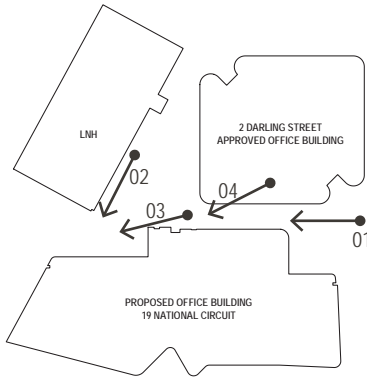 2 DARLING STREET
APPROVED OFFICE BUILDING
LNH
02
04
03
01
PROPOSED OFFICE BUILDING
19 NATIONAL CIRCUIT